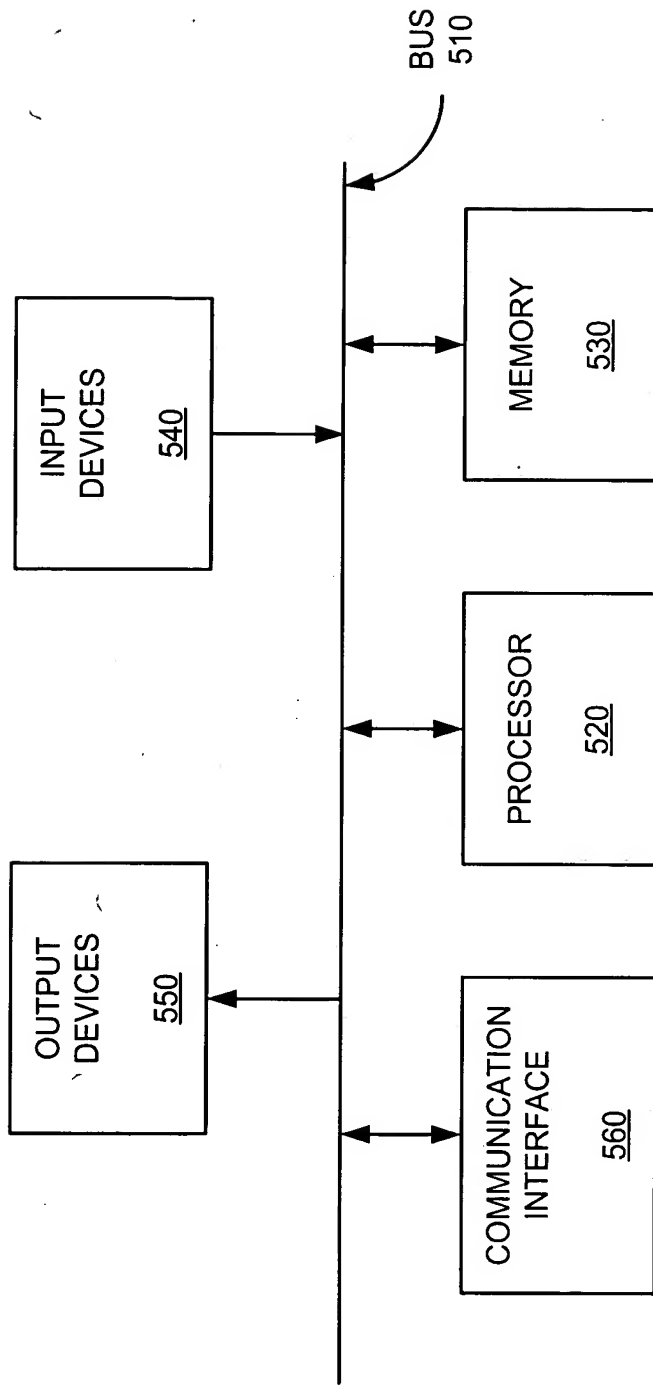 OUTPUT
DEVICES
550
INPUT
DEVICES
540
BUS
510
COMMUNICATION
INTERFACE
560
PROCESSOR
520
MEMORY
530